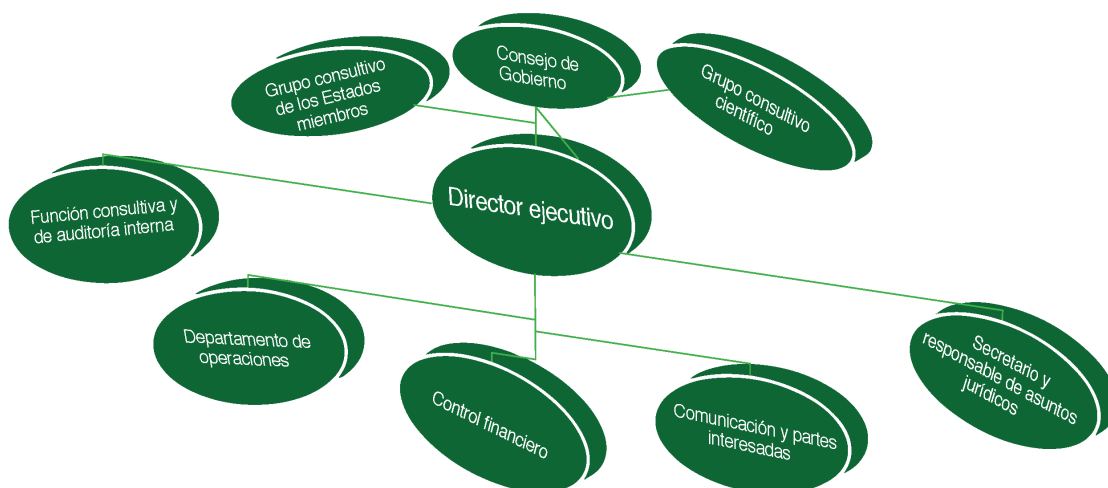 Grupo consultivo
de los Estados
miembros
Consejo de
Gobierno
Grupo consultivo
científico
Director ejecutivo
Función consultiva y
de auditoría interna
Departamento de
operaciones
Control financiero
Comunicación y partes
interesadas
Secretario y
responsable de asuntos
jurídicos